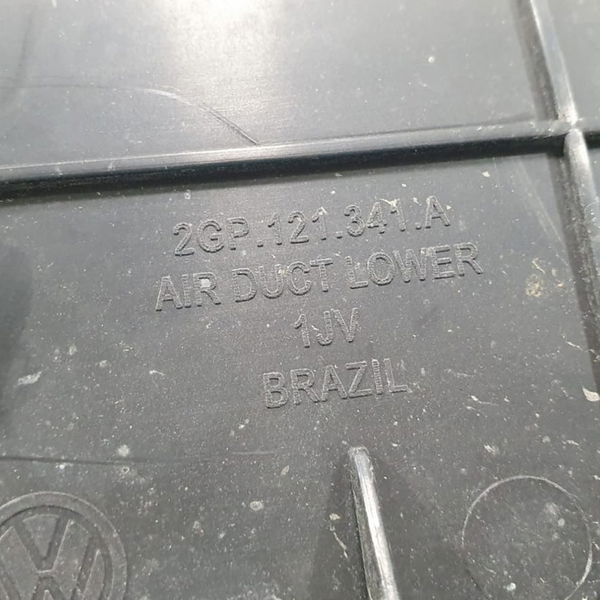 2GP.121.341.A
AIR DUCT LOWER
1JV
BRAZIL